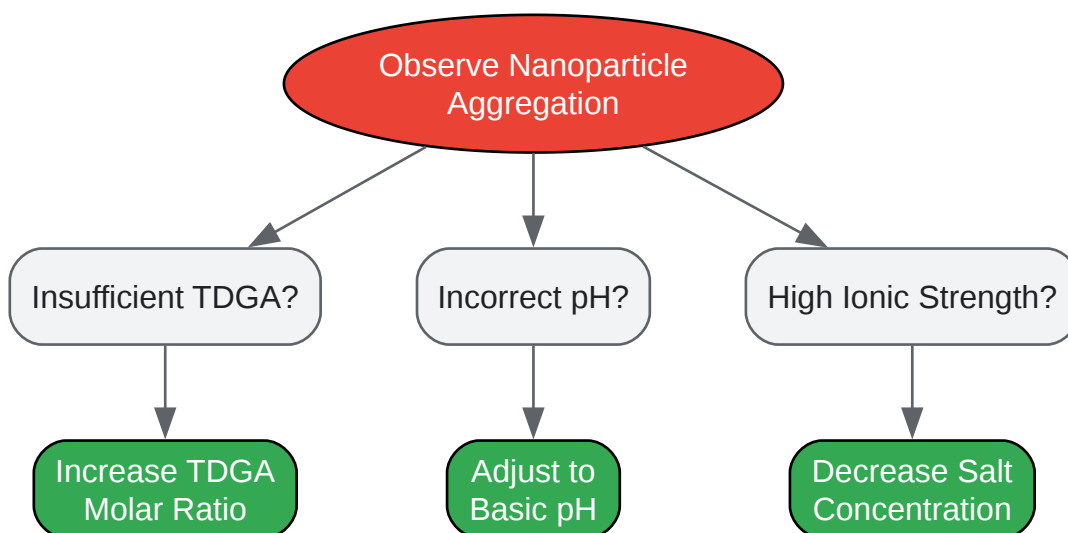 Observe Nanoparticle
Aggregation
Insufficient TDGA?
Incorrect pH?
High Ionic Strength?
Increase TDGA
Molar Ratio
Adjust to
Basic pH
Decrease Salt
Concentration